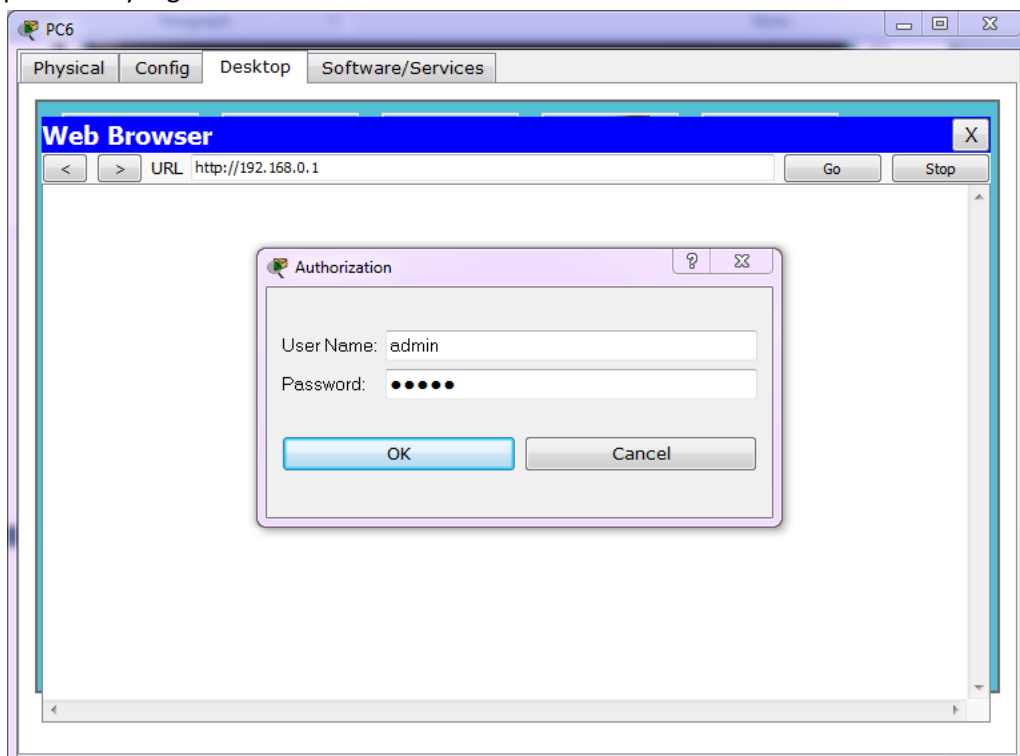 PC6
Physical Config Desktop Software/Services
Web Browser X
< > URL http://192.168.0.1 Go Stop
Authorization
User Name: admin
Password: •••••
OK Cancel